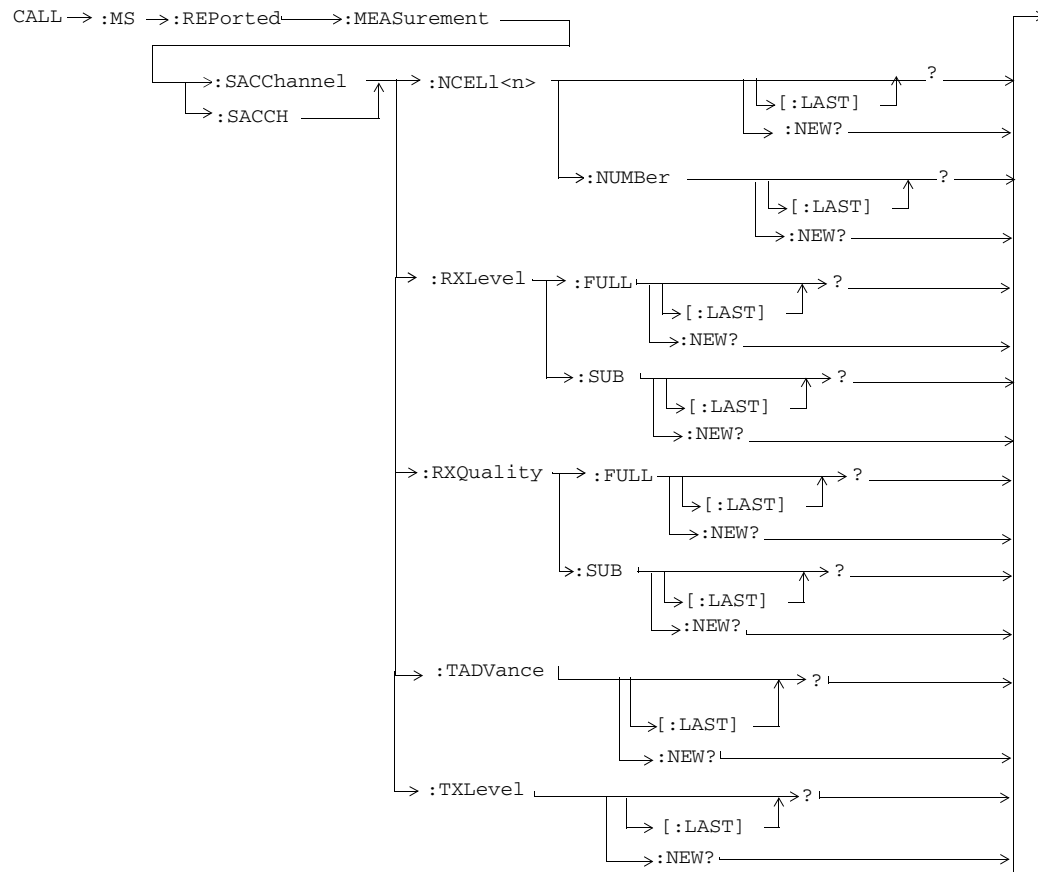 CALL :MS :REPorted :MEASurement
:SACChannel :NCELl<n> ?
[:LAST]
:SACCH
:NEW?
:NUMBer ?
[:LAST]
:NEW?
:RXLevel :FULL ?
[:LAST]
:NEW?
:SUB ?
[:LAST]
:NEW?
:RXQuality :FULL ?
[:LAST]
:NEW?
:SUB ?
[:LAST]
:NEW?
:TADVance ?
[:LAST]
:NEW?
:TXLevel ?
[:LAST]
:NEW?